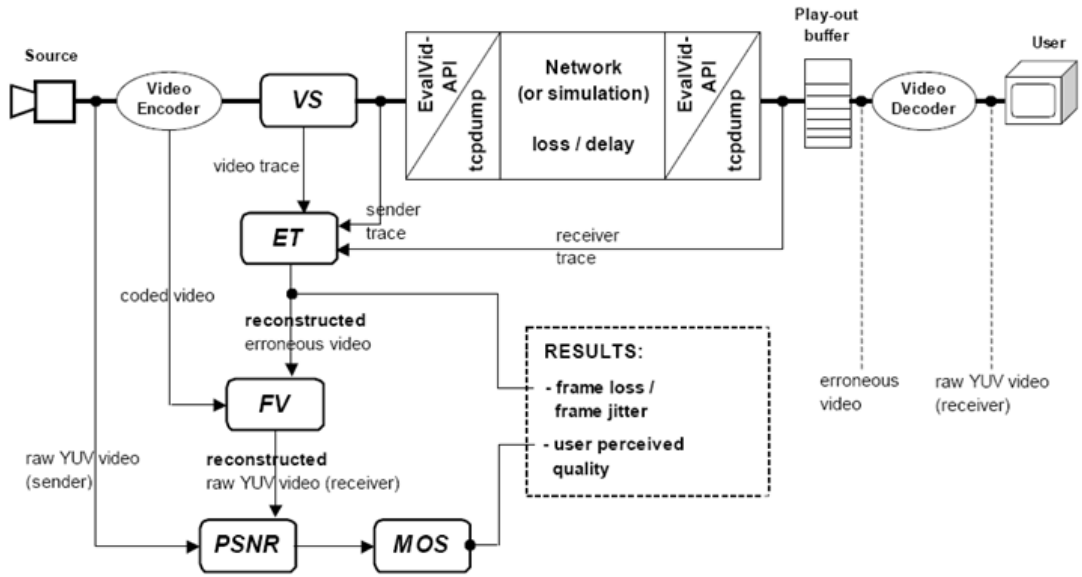 Source
Video
Encoder
VS
EvalVid-
API
tcpdump
Network
(or simulation)
loss / delay
EvalVid-
API
tcpdump
Play-out
buffer
Video
Decoder
User
video trace
sender
trace
ET
receiver
trace
coded video
reconstructed
erroneous video
RESULTS:
- frame loss /
frame jitter
- user perceived
quality
erroneous
video
raw YUV video
(receiver)
FV
raw YUV video
(sender)
reconstructed
raw YUV video (receiver)
PSNR
MOS